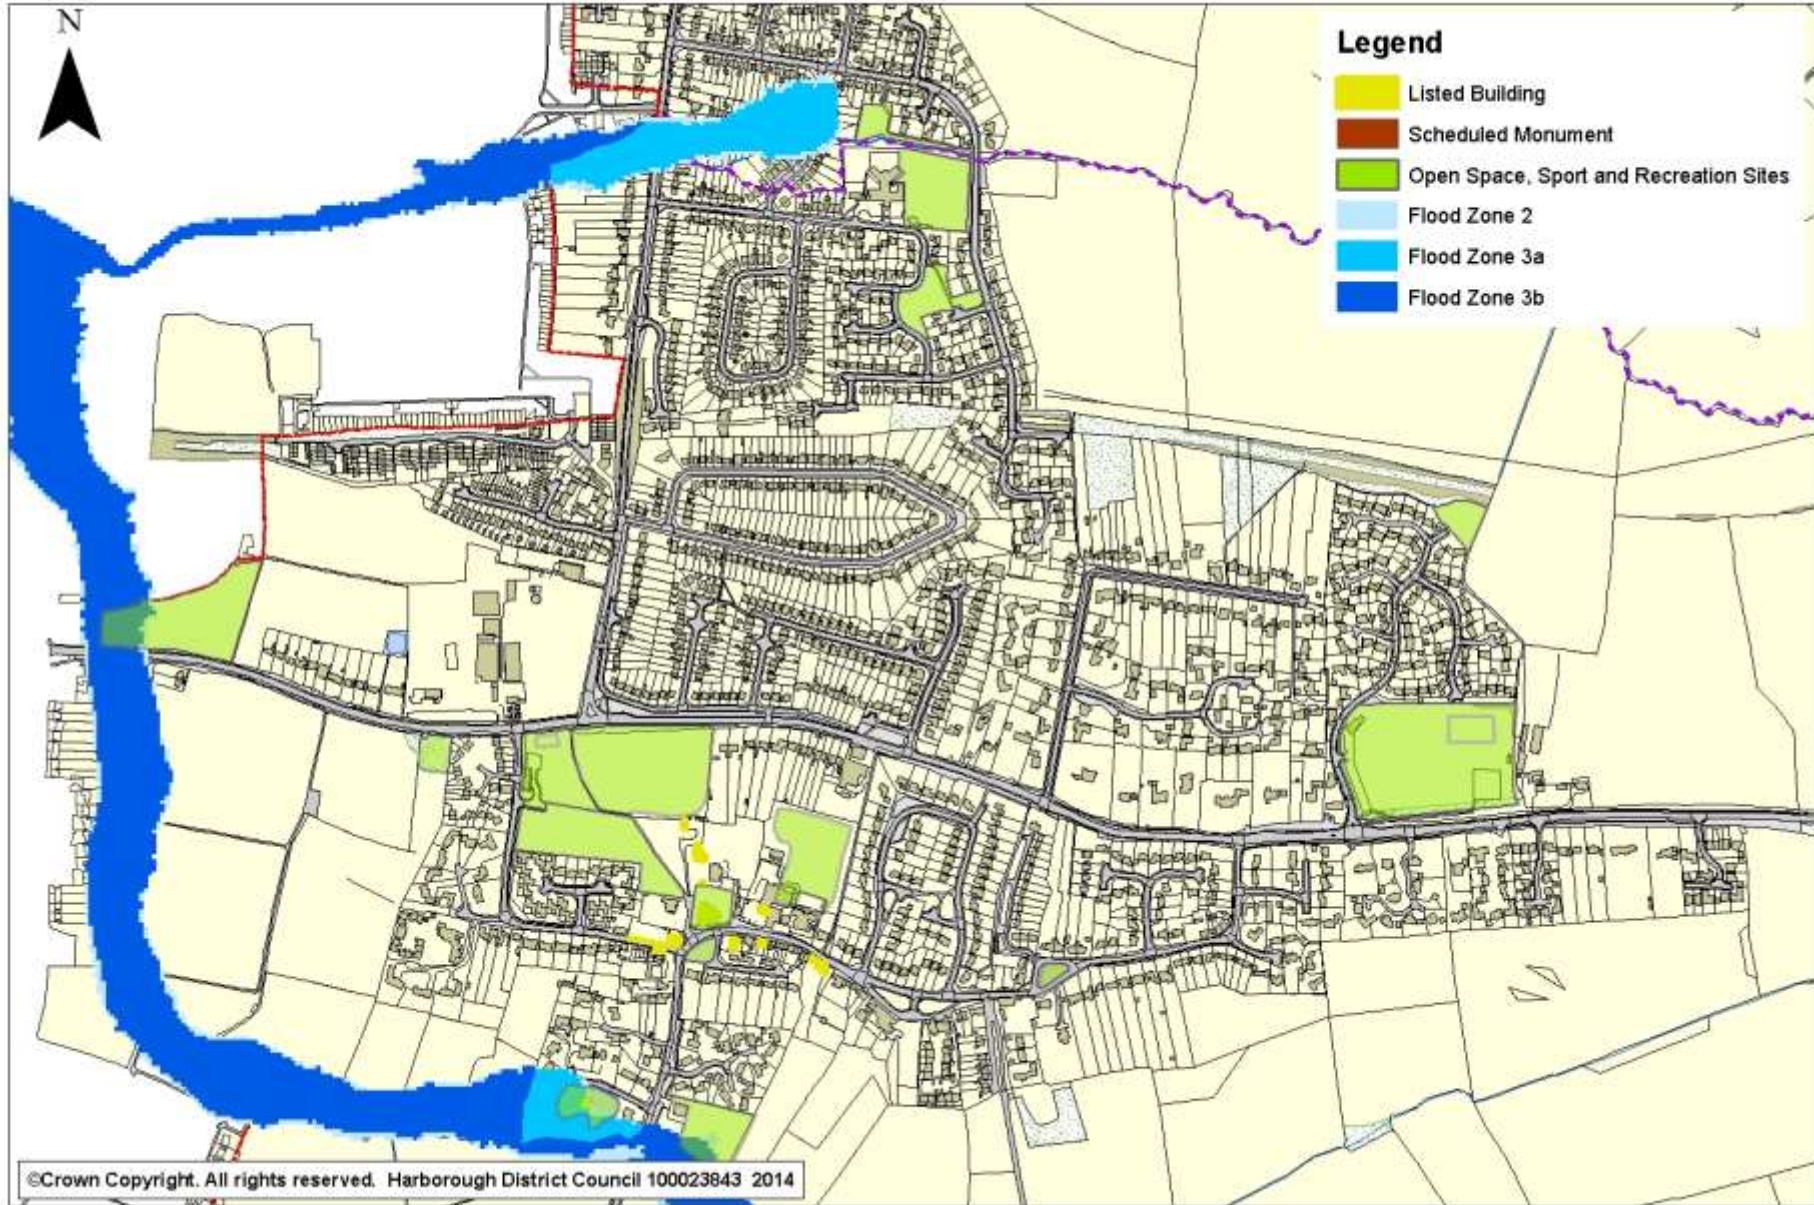 N
Legend
Listed Building
Scheduled Monument
Open Space, Sport and Recreation Sites
Flood Zone 2
Flood Zone 3a
Flood Zone 3b
©Crown Copyright. All rights reserved. Harborough District Council 100023843 2014